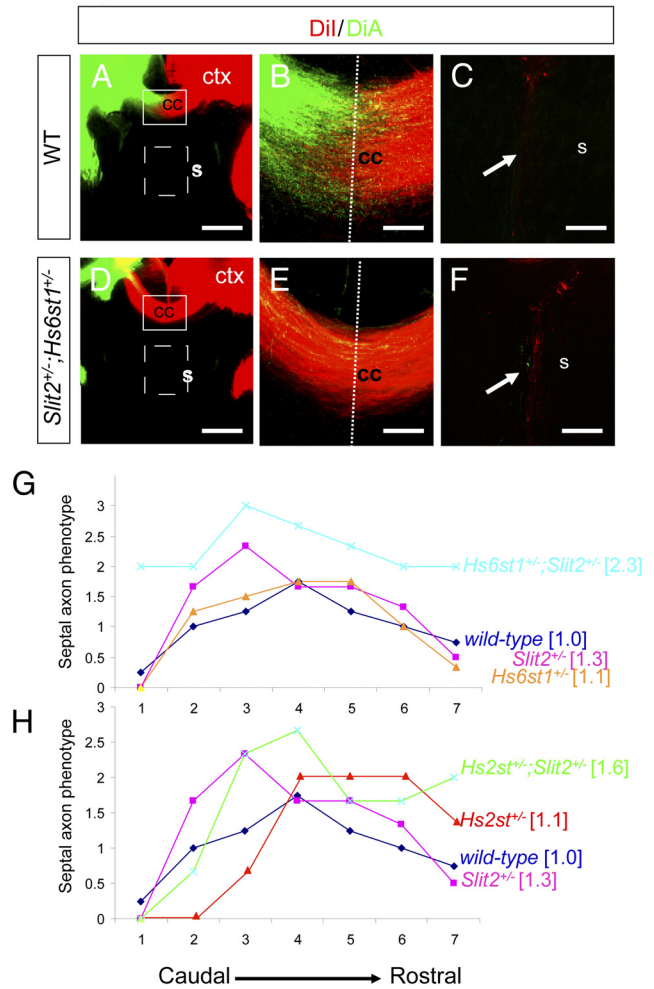 DiI/DiA
WT
A
ctx
cc
s
B
cc
C
s
Slit2+/-;Hs6st1+/-
D
ctx
cc
s
E
cc
F
s
G
Septal axon phenotype
3
2.5
2
1.5
1
0.5
0
1 2 3 4 5 6 7
Hs6st1+/-;Slit2+/- [2.3]
wild-type [1.0]
Slit2+/- [1.3]
Hs6st1+/- [1.1]
H
Septal axon phenotype
3
2.5
2
1.5
1
0.5
0
1 2 3 4 5 6 7
Hs2st+/-;Slit2+/- [1.6]
Hs2st+/- [1.1]
wild-type [1.0]
Slit2+/- [1.3]
Caudal Rostral